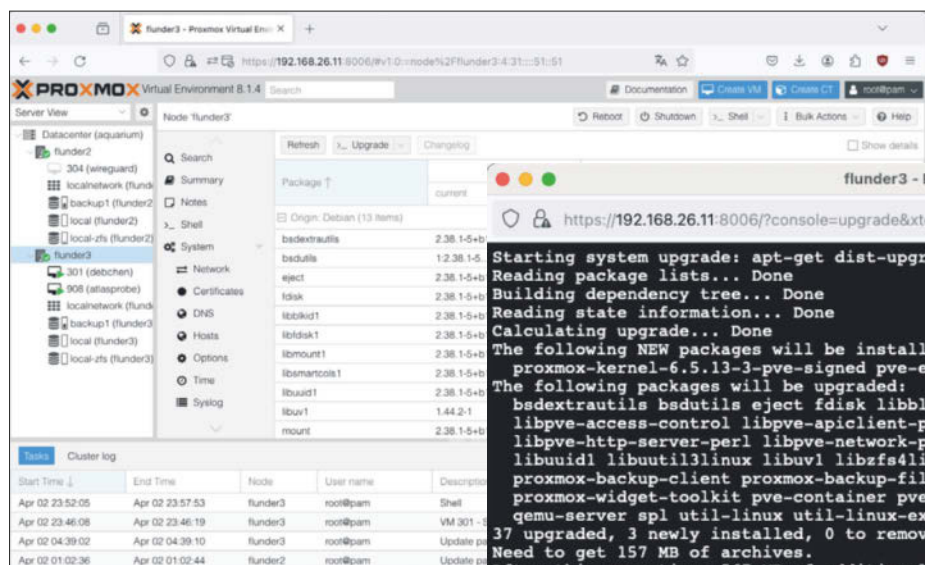 flunder3 - Proxmox Virtual Envi
https://192.168.26.11:8006/#v1:0:=node%2Fflunder3:4:31::::51::51
PROXMOX Virtual Environment 8.1.4 Search
Documentation Create VM Create CT root@pam
Server View
Node 'flunder3'
Reboot Shutdown Shell Bulk Actions Help
Datacenter (aquarium)
flunder2
304 (wireguard)
localnetwork (flund
backup1 (flunder2
local (flunder2)
local-zfs (flunder2)
flunder3
301 (debchen)
908 (atlasprobe)
localnetwork (flund
backup1 (flunder3
local (flunder3)
local-zfs (flunder3)
Search
Summary
Notes
Shell
System
Network
Certificates
DNS
Hosts
Options
Time
Syslog
Refresh Upgrade Changelog
Show details
Package
current
Origin: Debian (13 Items)
bsdextrautils 2.38.1-5+b
bsdutils 1:2.38.1-5...
eject 2.38.1-5+b
fdisk 2.38.1-5+b
libblkid1 2.38.1-5+b
libfdisk1 2.38.1-5+b
libmount1 2.38.1-5+b
libsmartcols1 2.38.1-5+b
libuuid1 2.38.1-5+b
libuv1 1.44.2-1
mount 2.38.1-5+b
flunder3 -
https://192.168.26.11:8006/?console=upgrade&xt
Starting system upgrade: apt-get dist-upgr
Reading package lists... Done
Building dependency tree... Done
Reading state information... Done
Calculating upgrade... Done
The following NEW packages will be install
proxmox-kernel-6.5.13-3-pve-signed pve-e
The following packages will be upgraded:
bsdextrautils bsdutils eject fdisk libbl
libpve-access-control libpve-apiclient-p
libpve-http-server-perl libpve-network-p
libuuid1 libuutil3linux libuv1 libzfs4li
proxmox-backup-client proxmox-backup-fil
proxmox-widget-toolkit pve-container pve
qemu-server spl util-linux util-linux-ex
37 upgraded, 3 newly installed, 0 to remov
Need to get 157 MB of archives.
Tasks Cluster log
Start Time End Time Node User name Descriptio
Apr 02 23:52:05 Apr 02 23:57:53 flunder3 root@pam Shell
Apr 02 23:46:08 Apr 02 23:46:19 flunder3 root@pam VM 301 - S
Apr 02 04:39:02 Apr 02 04:39:10 flunder3 root@pam Update pa
Apr 02 01:02:36 Apr 02 01:02:44 flunder2 root@pam Update pa